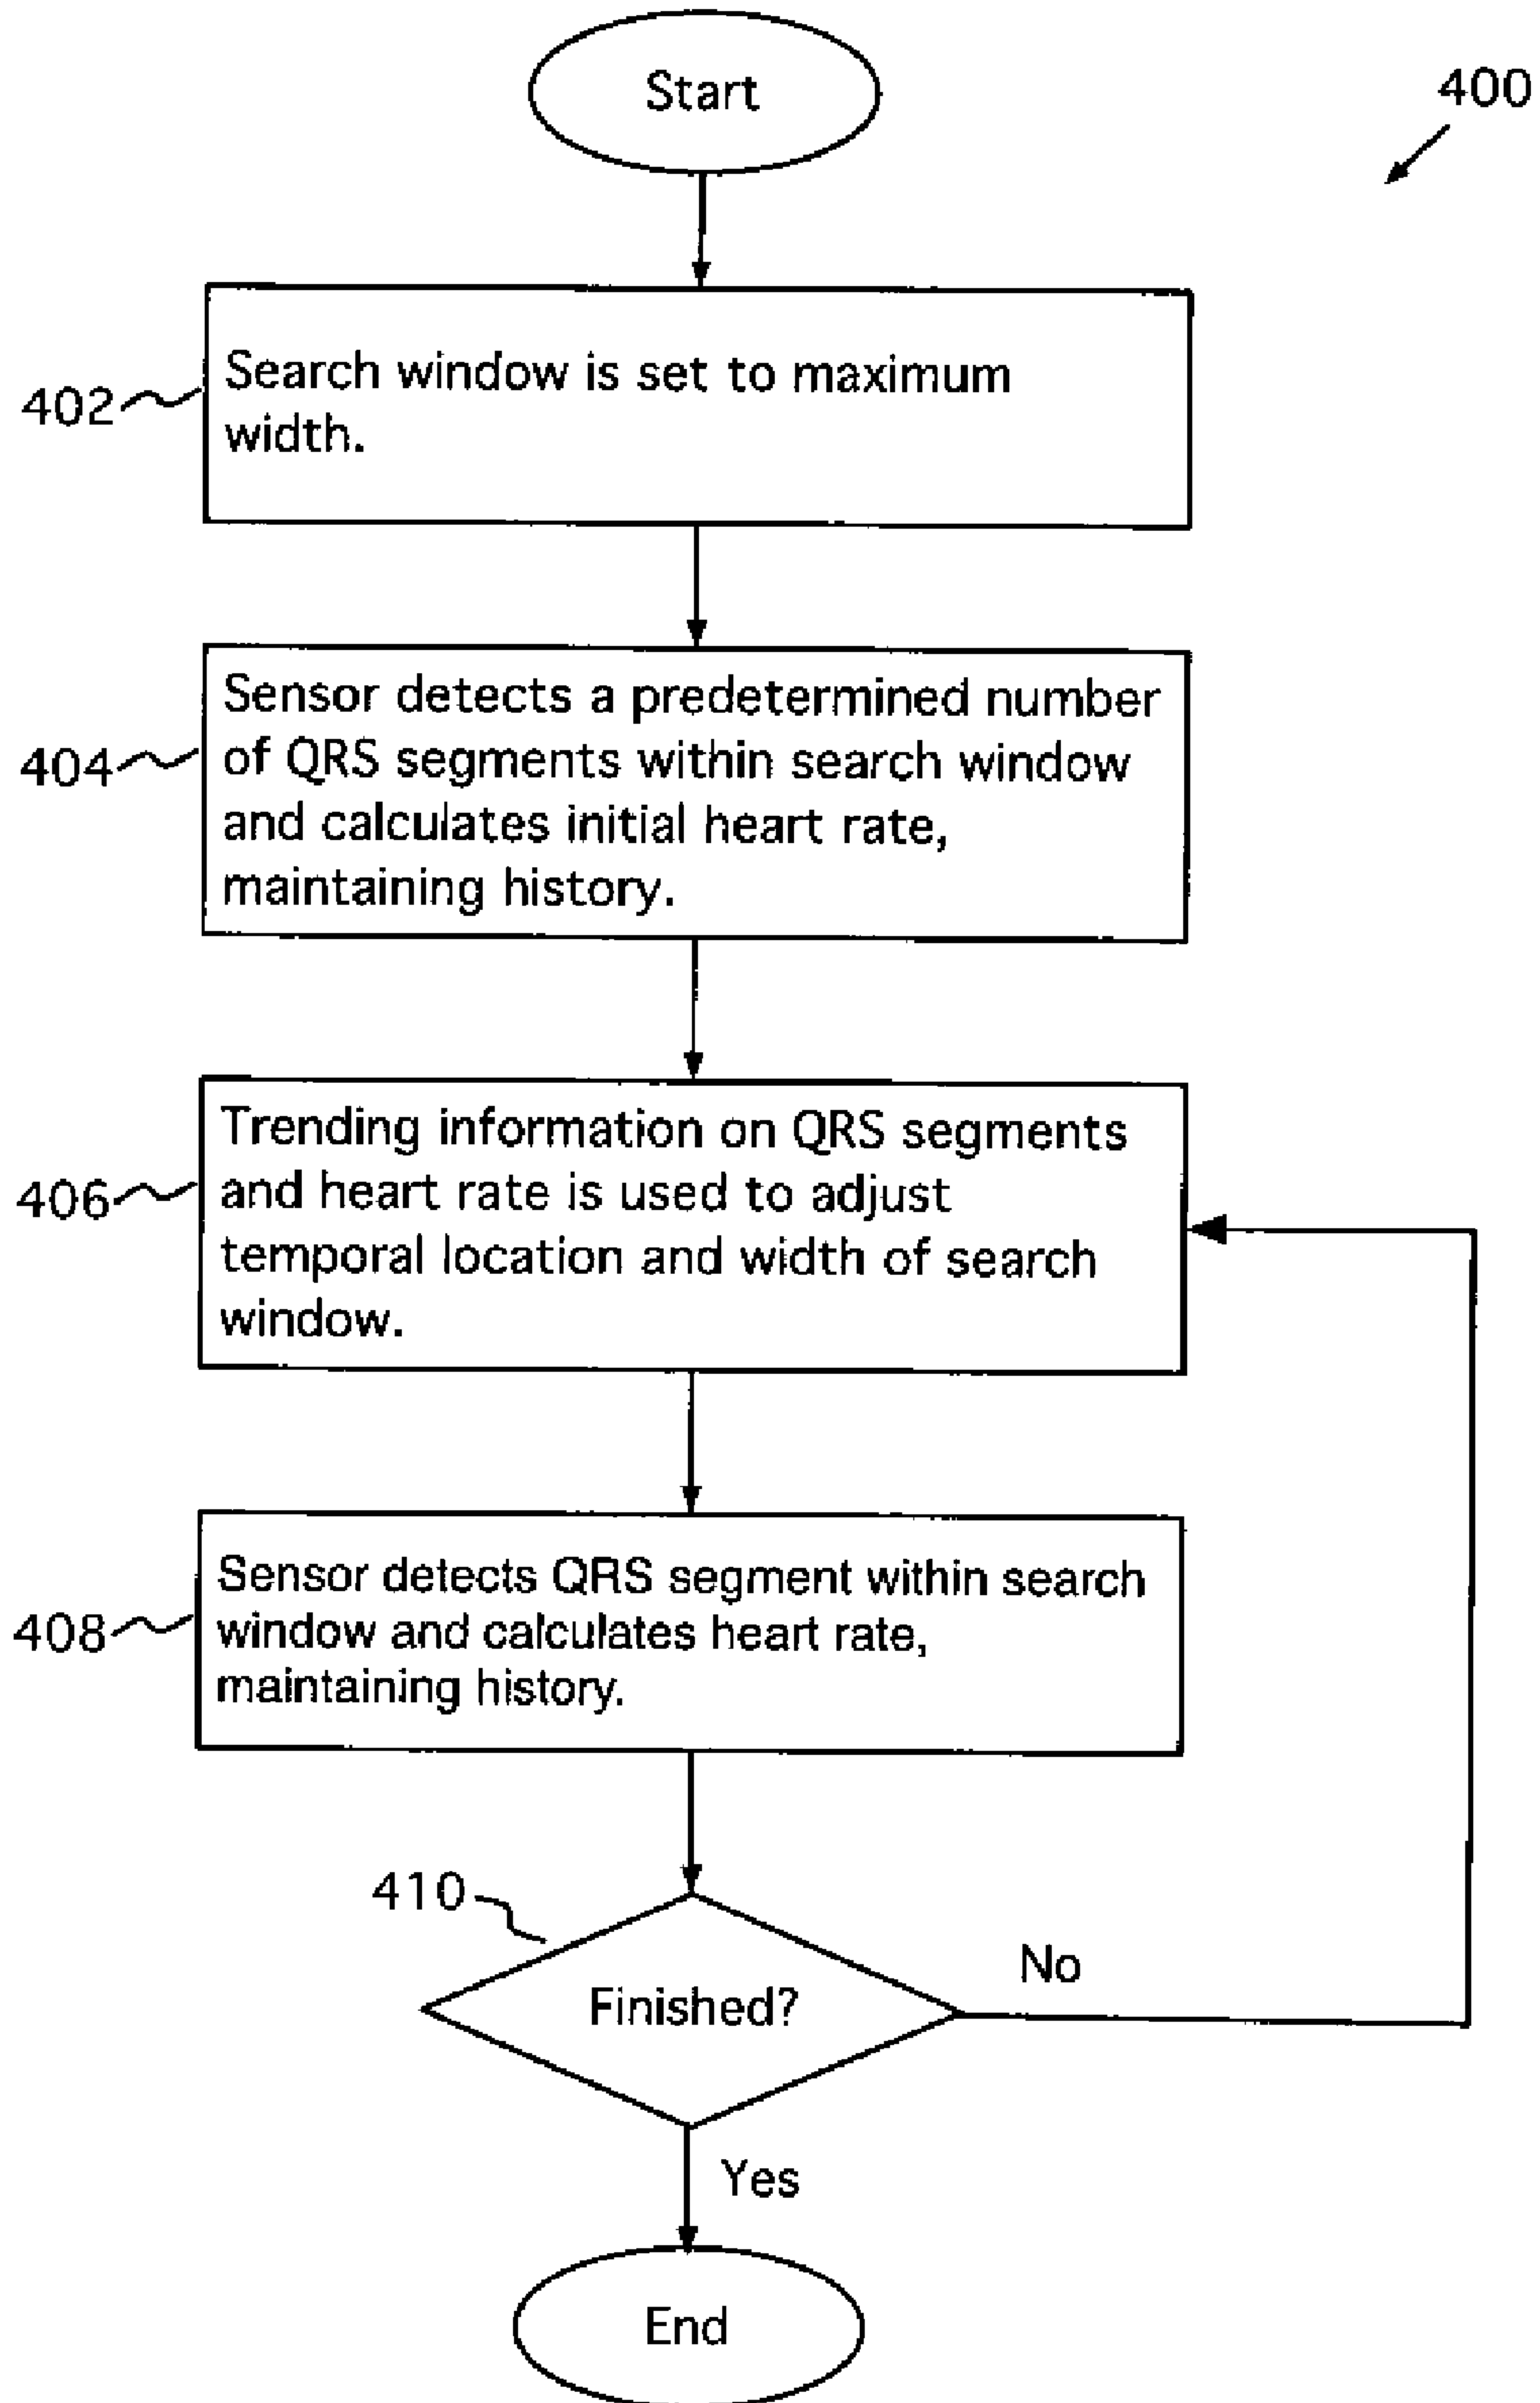 Start
400
402
Search window is set to maximum
width.
404
Sensor detects a predetermined number
of QRS segments within search window
and calculates initial heart rate,
maintaining history.
406
Trending information on QRS segments
and heart rate is used to adjust
temporal location and width of search
window.
408
Sensor detects QRS segment within search
window and calculates heart rate,
maintaining history.
410
Finished?
No
Yes
End